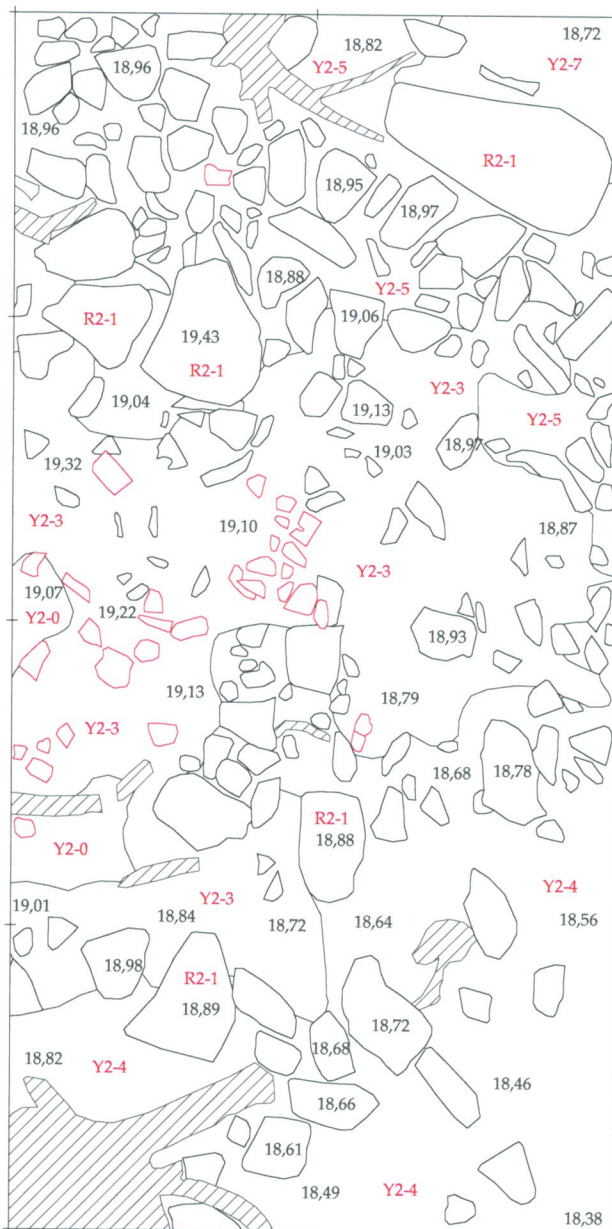 18,82
18,72
18,96
Y2-5
Y2-7
18,96
R2-1
18,95
18,97
18,88
Y2-5
19,06
R2-1
19,43
R2-1
Y2-3
19,04
19,13
Y2-5
18,97
19,03
19,32
Y2-3
19,10
18,87
Y2-3
19,07
Y2-0
19,22
18,93
19,13
18,79
Y2-3
18,68
18,78
R2-1
18,88
Y2-0
Y2-3
Y2-4
19,01
18,84
18,72
18,64
18,56
18,98
R2-1
18,89
18,72
18,68
18,82
Y2-4
18,46
18,66
18,61
18,49
Y2-4
18,38